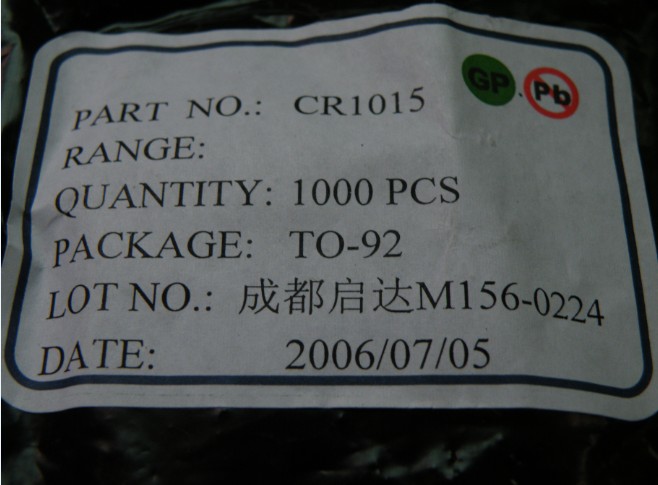 GP Pb
PART NO.: CR1015
RANGE:
QUANTITY: 1000 PCS
PACKAGE: TO-92
LOT NO.: 成都启达M156-0224
DATE: 2006/07/05